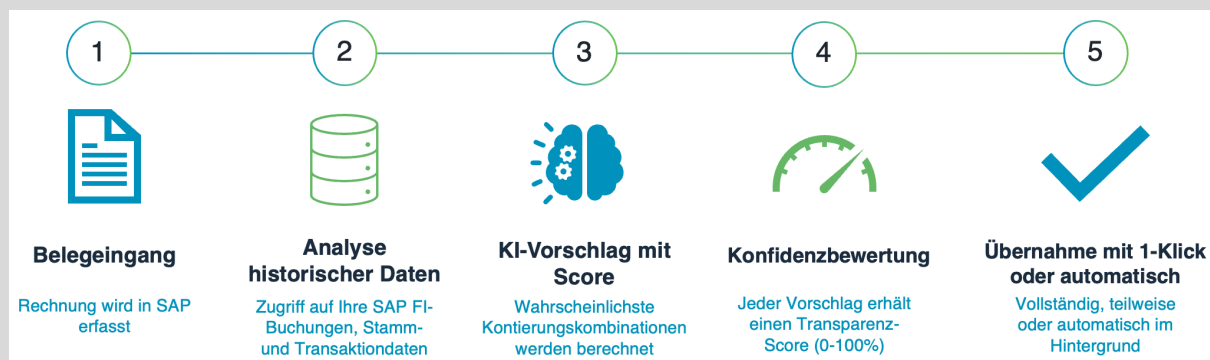 1
2
3
4
5
Belegeingang
Rechnung wird in SAP
erfasst
Analyse
historischer Daten
Zugriff auf Ihre SAP FI-
Buchungen, Stamm-
und Transaktiondaten
KI-Vorschlag mit
Score
Wahrscheinlichste
Kontierungskombinationen
werden berechnet
Konfidenzbewertung
Jeder Vorschlag erhält
einen Transparenz-
Score (0-100%)
Übernahme mit 1-Klick
oder automatisch
Vollständig, teilweise
oder automatisch im
Hintergrund